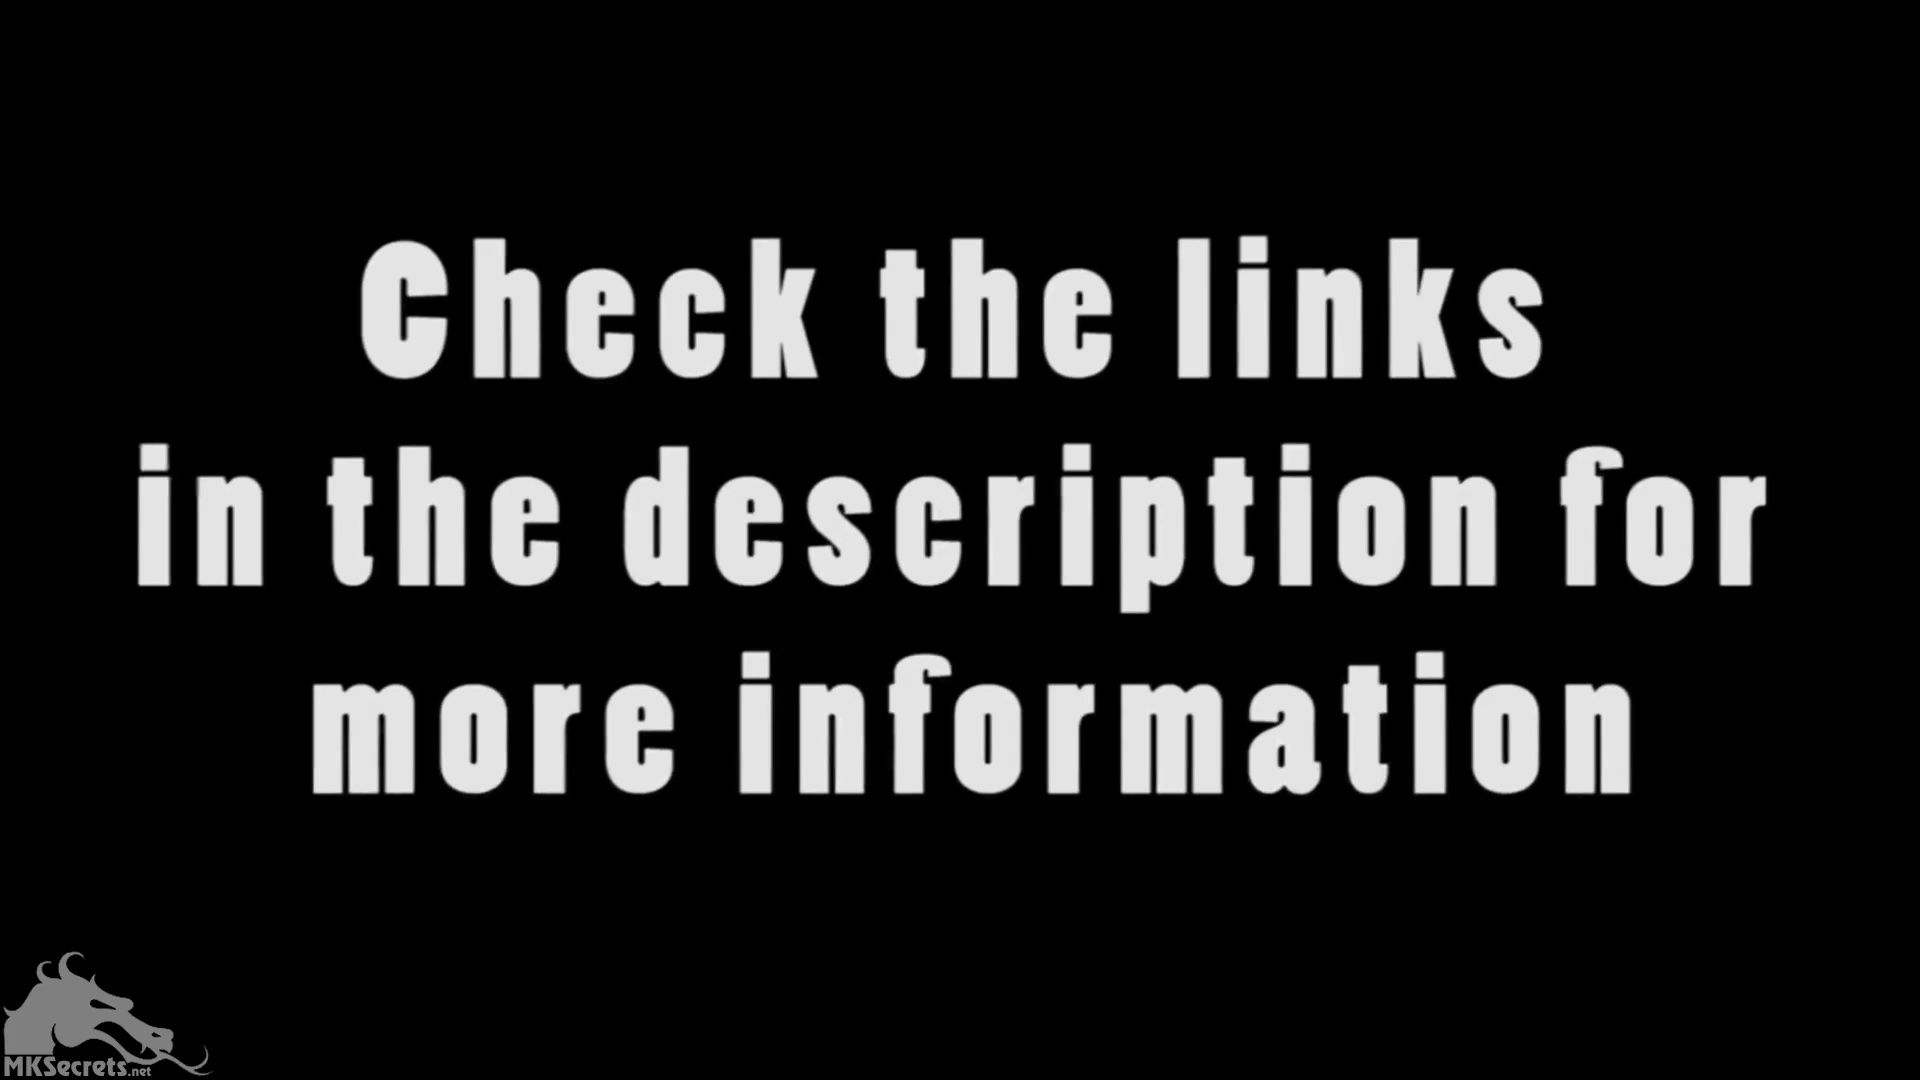 Check the links
in the description for
more information
MKSecrets.net